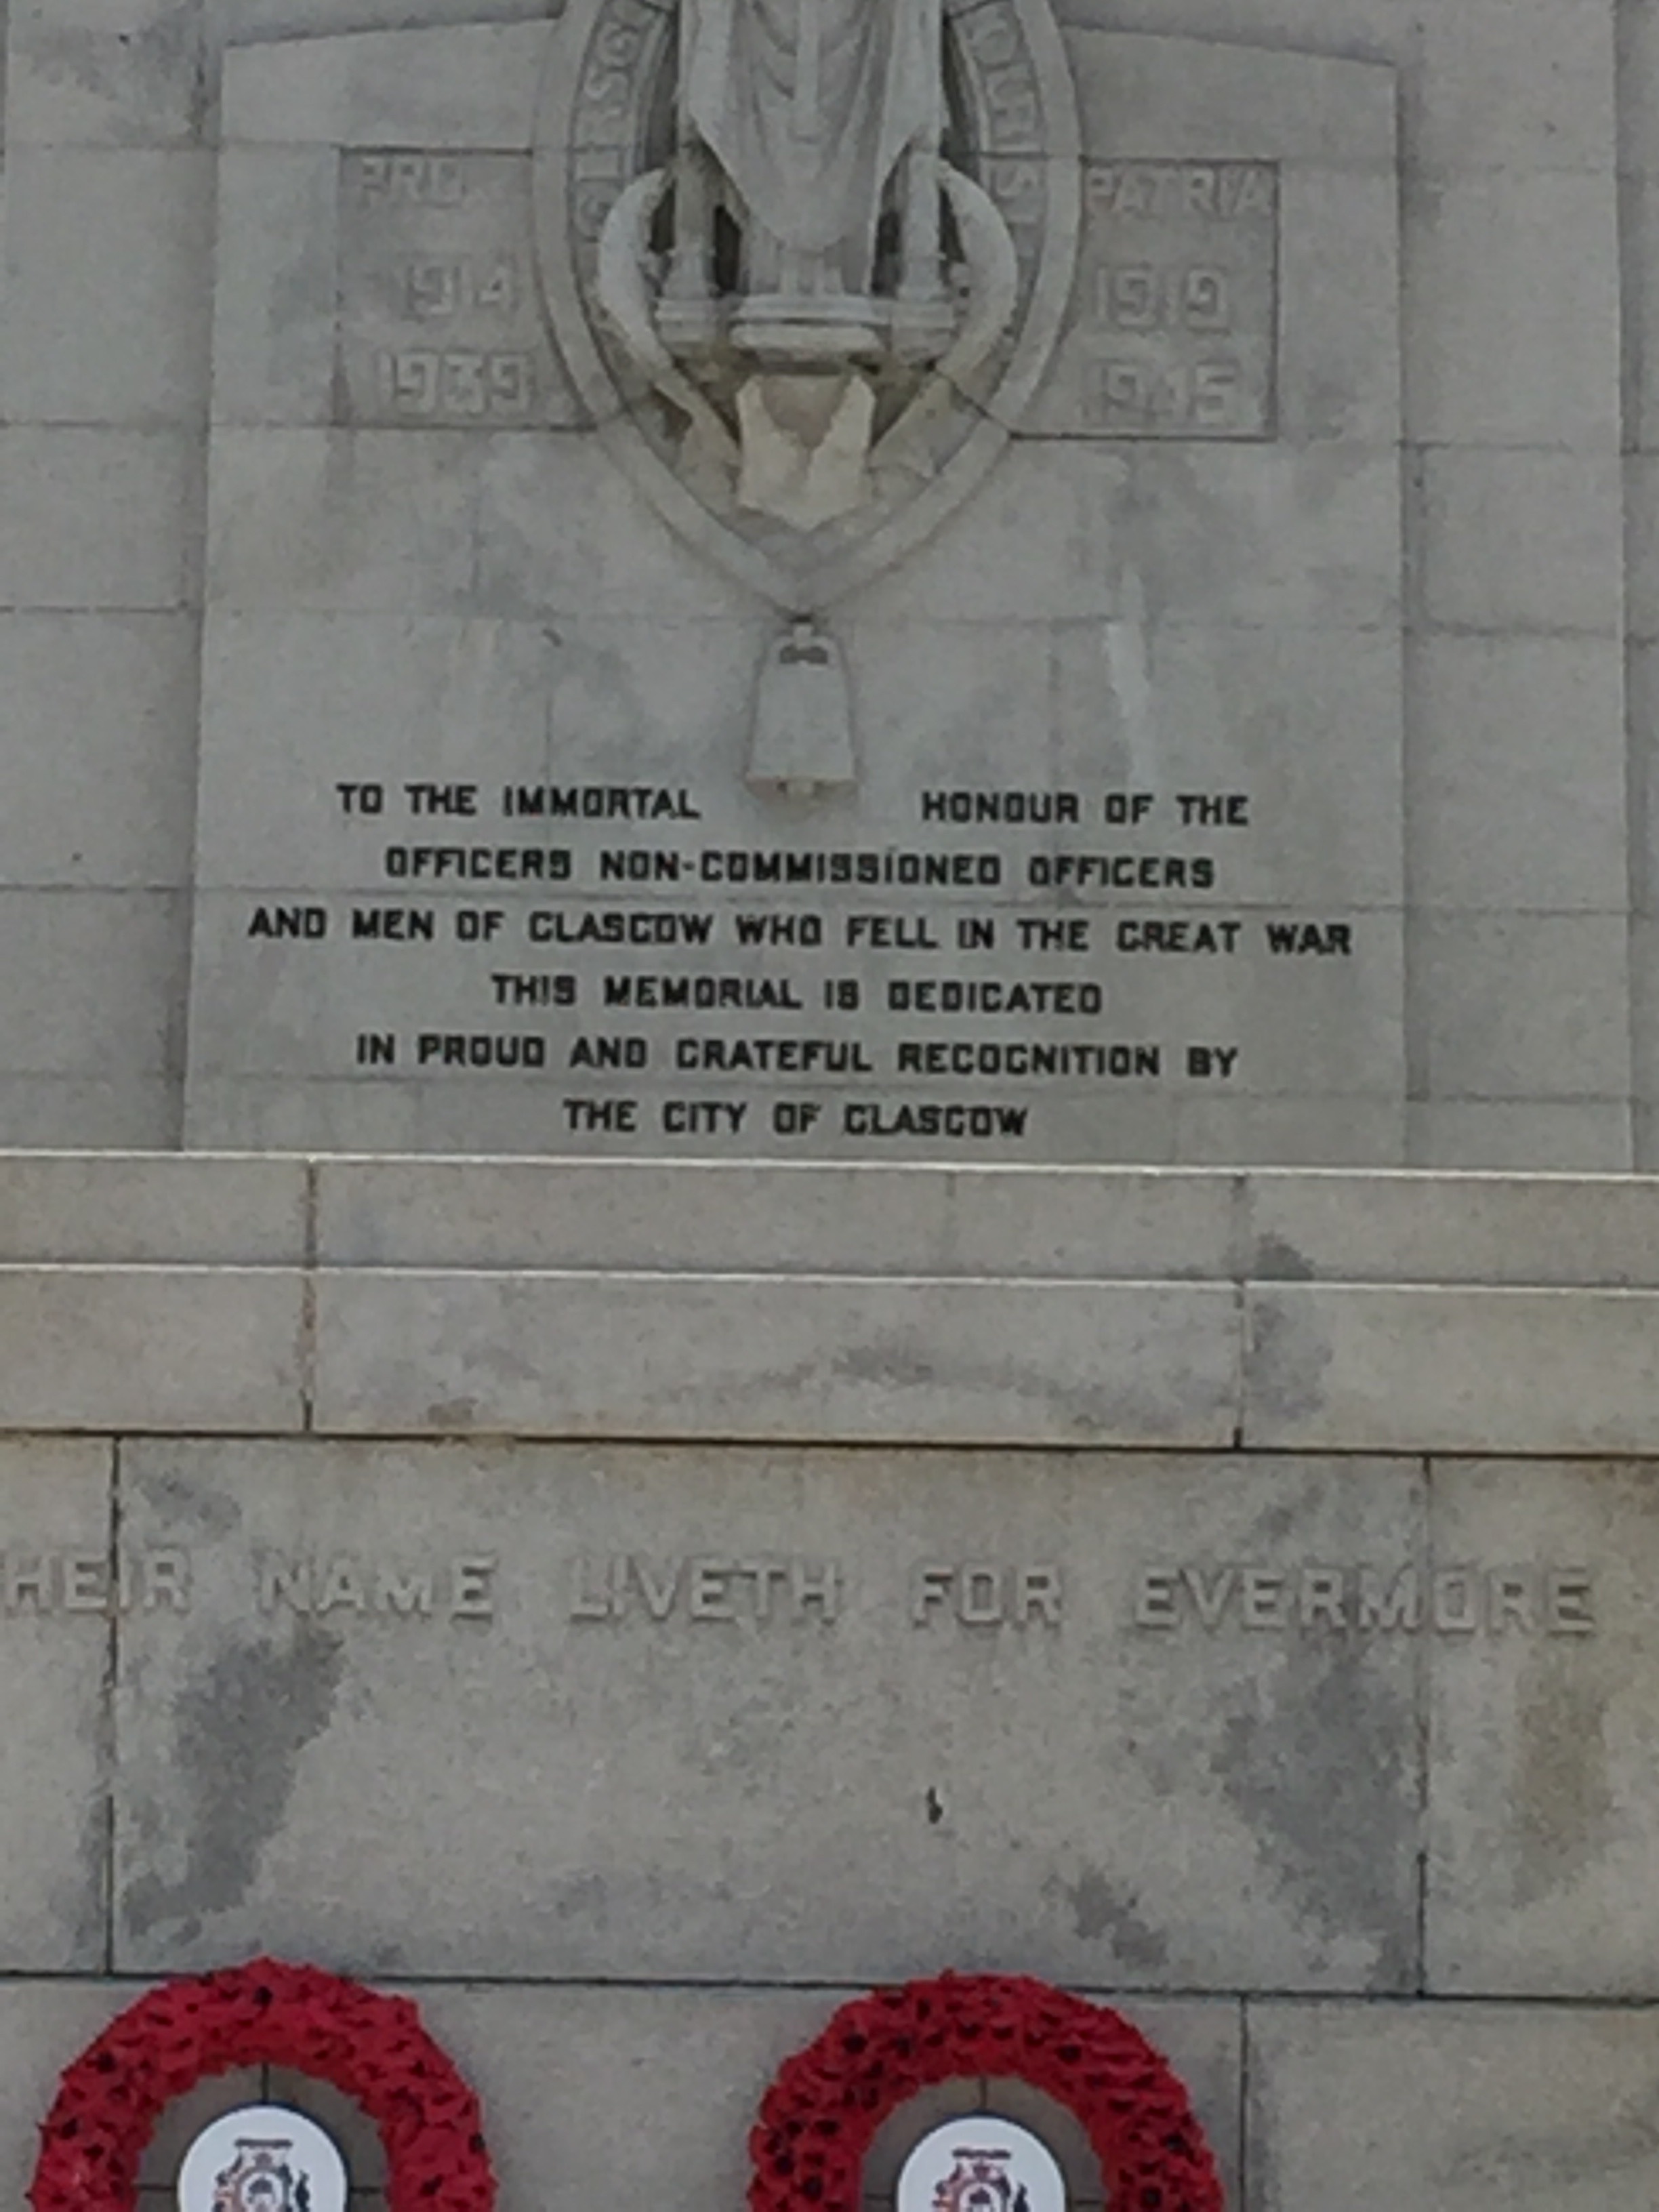 PRO PATRIA
1914 1919
1939 1945
TO THE IMMORTAL HONOUR OF THE
OFFICERS NON-COMMISSIONED OFFICERS
AND MEN OF GLASGOW WHO FELL IN THE GREAT WAR
THIS MEMORIAL IS DEDICATED
IN PROUD AND GRATEFUL RECOGNITION BY
THE CITY OF GLASGOW
HEIR NAME LIVETH FOR EVERMORE